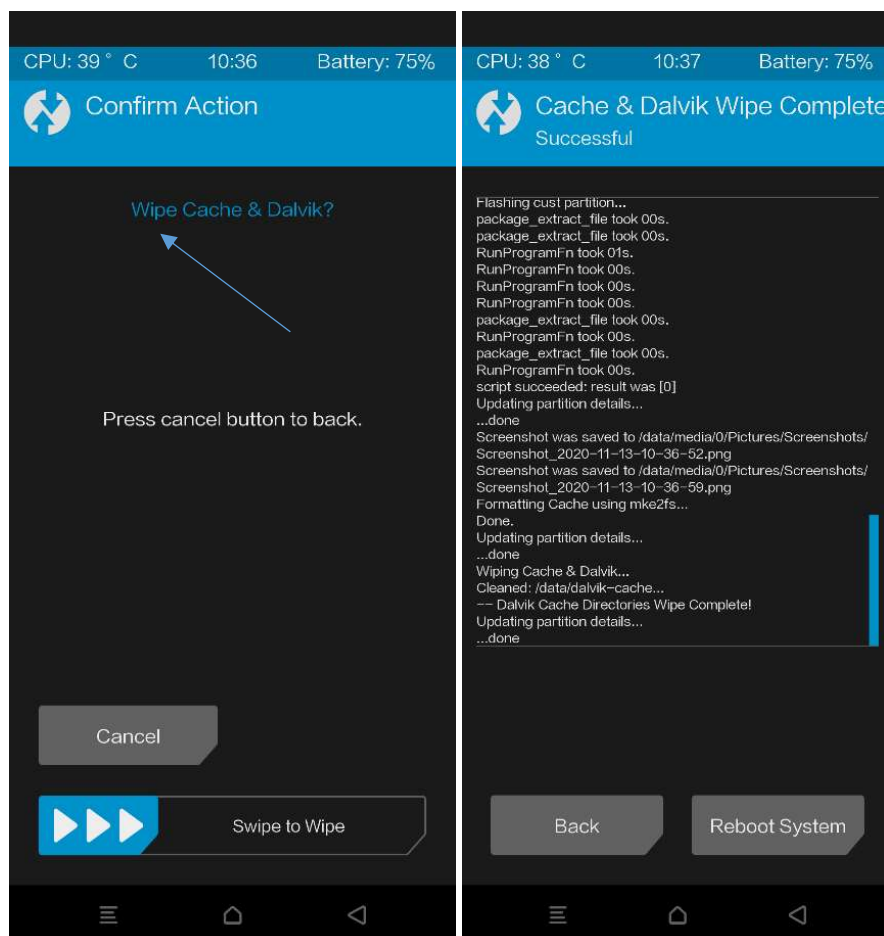 CPU: 39 ° C 10:36 Battery: 75%
Confirm Action
Wipe Cache & Dalvik?
Press cancel button to back.
Cancel
Swipe to Wipe
CPU: 38 ° C 10:37 Battery: 75%
Cache & Dalvik Wipe Complete
Successful
Flashing cust partition...
package_extract_file took 00s.
package_extract_file took 00s.
RunProgramFn took 01s.
RunProgramFn took 00s.
RunProgramFn took 00s.
RunProgramFn took 00s.
package_extract_file took 00s.
RunProgramFn took 00s.
package_extract_file took 00s.
RunProgramFn took 00s.
script succeeded: result was [0]
Updating partition details...
...done
Screenshot was saved to /data/media/0/Pictures/Screenshots/
Screenshot_2020-11-13-10-36-52.png
Screenshot was saved to /data/media/0/Pictures/Screenshots/
Screenshot_2020-11-13-10-36-59.png
Formatting Cache using mke2fs...
Done.
Updating partition details...
...done
Wiping Cache & Dalvik...
Cleaned: /data/dalvik-cache...
-- Dalvik Cache Directories Wipe Complete!
Updating partition details...
...done
Back
Reboot System